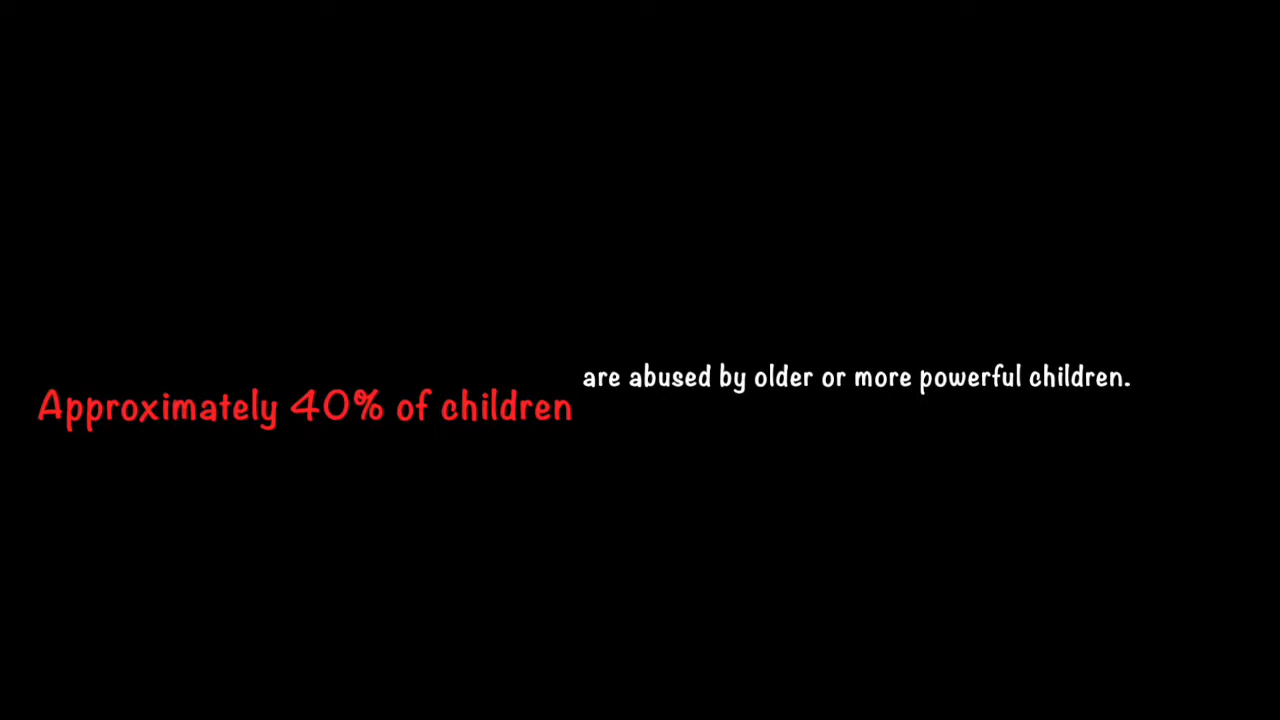 Approximately 40% of children
are abused by older or more powerful children.